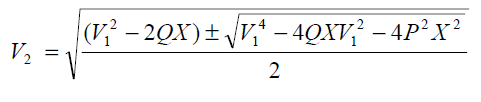 V_2 = \sqrt{\frac{(V_1^2 - 2QX) \pm \sqrt{V_1^4 - 4QXV_1^2 - 4P^2X^2}}{2}}